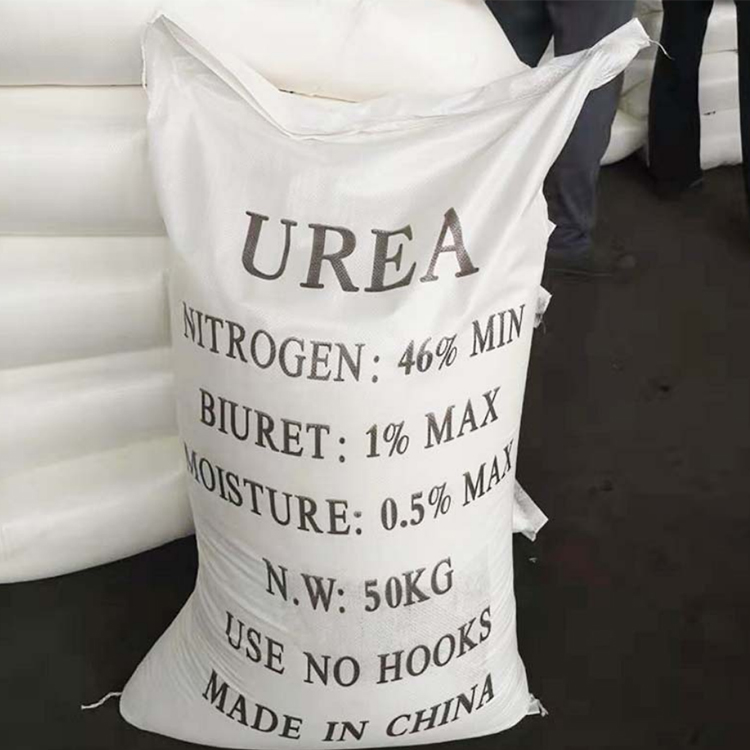 UREA
NITROGEN: 46% MIN
BIURET: 1% MAX
MOISTURE: 0.5% MAX
N.W: 50KG
USE NO HOOKS
MADE IN CHINA